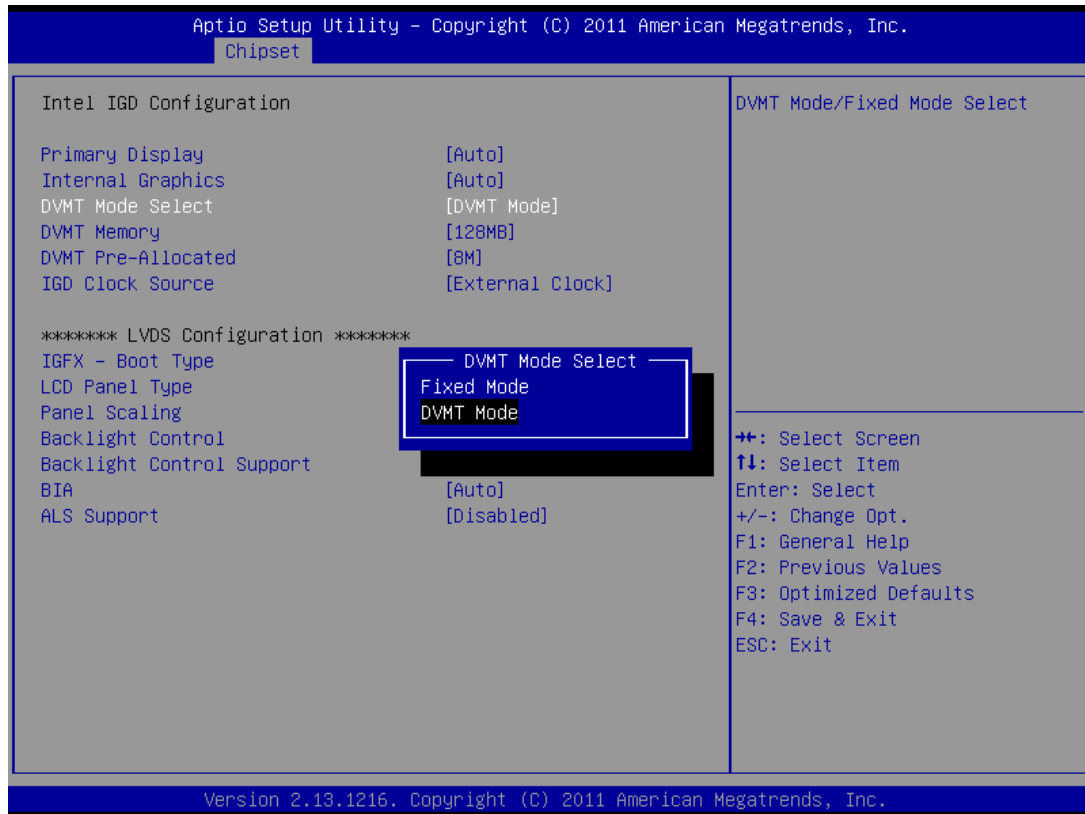 Aptio Setup Utility – Copyright (C) 2011 American Megatrends, Inc.
Chipset
Intel IGD Configuration
DVMT Mode/Fixed Mode Select
Primary Display [Auto]
Internal Graphics [Auto]
DVMT Mode Select [DVMT Mode]
DVMT Memory [128MB]
DVMT Pre-Allocated [8M]
IGD Clock Source [External Clock]
******* LVDS Configuration *******
IGFX – Boot Type
LCD Panel Type
Panel Scaling
Backlight Control
Backlight Control Support
BIA [Auto]
ALS Support [Disabled]
DVMT Mode Select
Fixed Mode
DVMT Mode
→←: Select Screen
↑↓: Select Item
Enter: Select
+/-: Change Opt.
F1: General Help
F2: Previous Values
F3: Optimized Defaults
F4: Save & Exit
ESC: Exit
Version 2.13.1216. Copyright (C) 2011 American Megatrends, Inc.